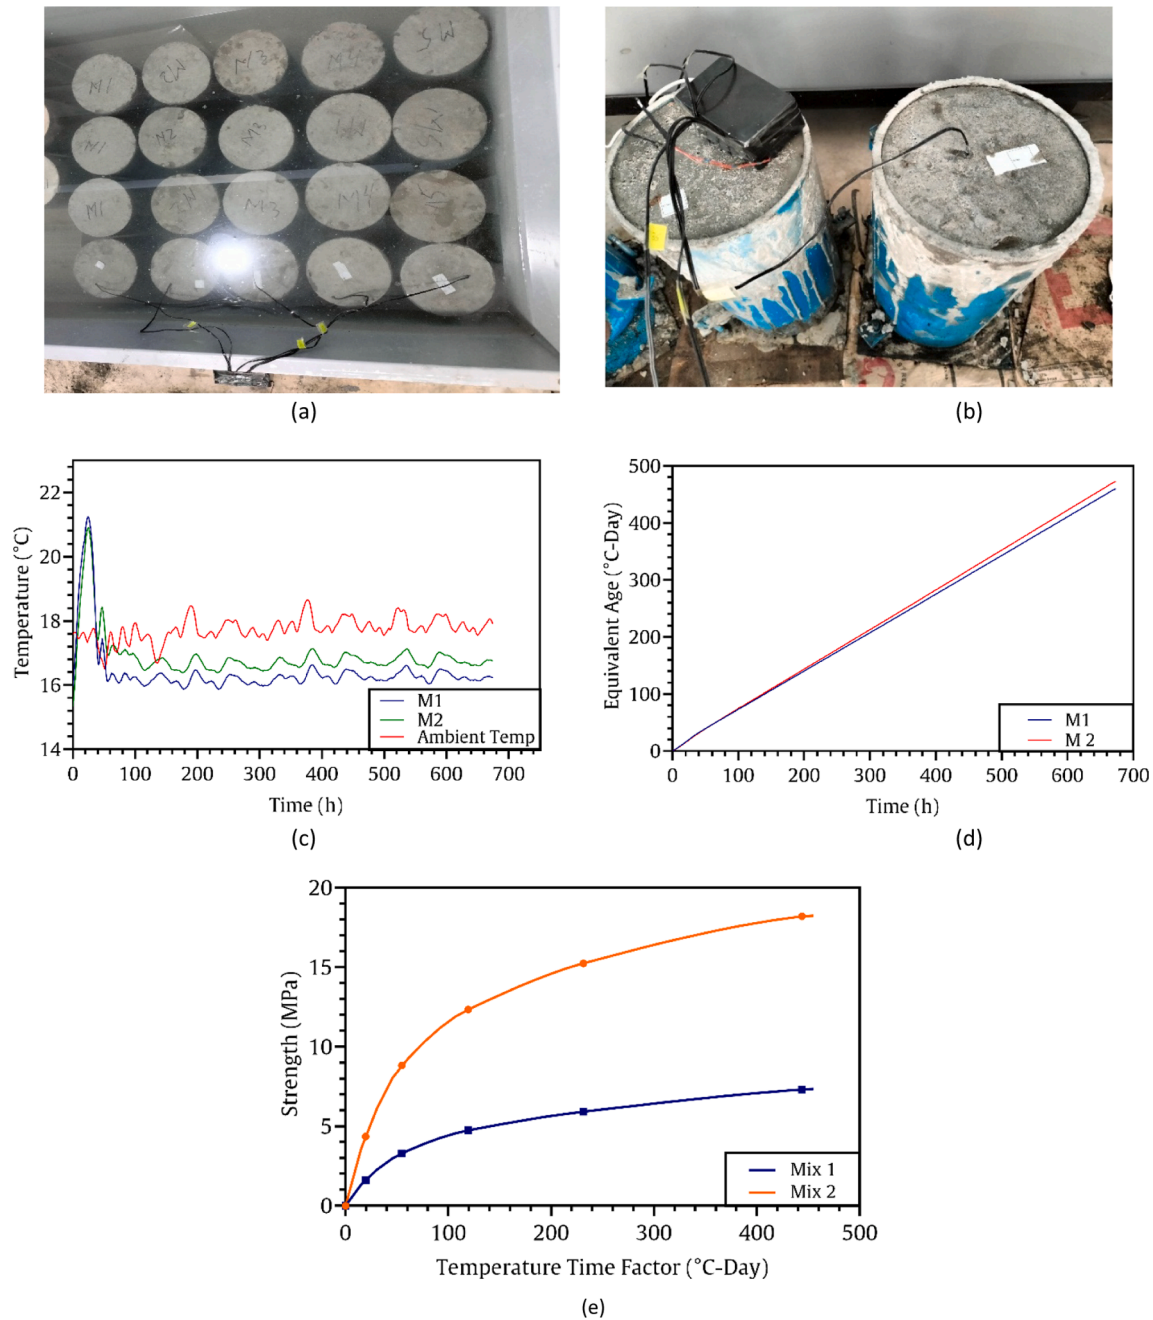 M1 M2 M3 M4 M5
M1 M2 M3 M5
M1 M3 M4
(a)
(b)
Temperature (°C)
22
20
18
16
14
0 100 200 300 400 500 600 700
Time (h)
M1
M2
Ambient Temp
(c)
Equivalent Age (°C-Day)
500
400
300
200
100
0
0 100 200 300 400 500 600 700
Time (h)
M1
M 2
(d)
Strength (MPa)
20
15
10
5
0
0 100 200 300 400 500
Temperature Time Factor (°C-Day)
Mix 1
Mix 2
(e)